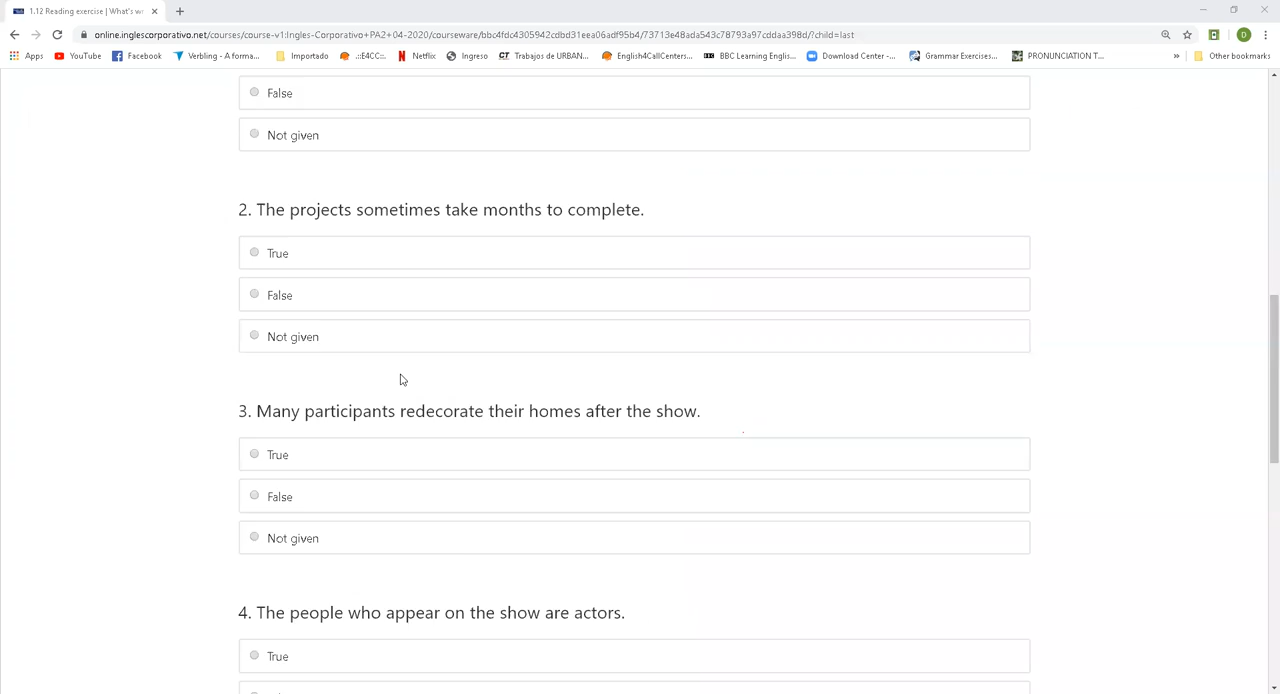 1.12 Reading exercise | What's w
online.inglescorporativo.net/courses/course-v1:Ingles-Corporativo+PA2+04-2020/courseware/bbc4fdc4305942cdbd31eea06adf95b4/73713e48ada543c78793a97cddaa398d/?child=last
D
Apps YouTube Facebook Verbling - A forma... Importado .::E4CC::. Netflix Ingreso CT Trabajos de URBAN... English4CallCenters... BBC Learning Englis... Download Center -... Grammar Exercises... PRONUNCIATION T... » Other bookmarks
False
Not given
2. The projects sometimes take months to complete.
True
False
Not given
3. Many participants redecorate their homes after the show.
True
False
Not given
4. The people who appear on the show are actors.
True